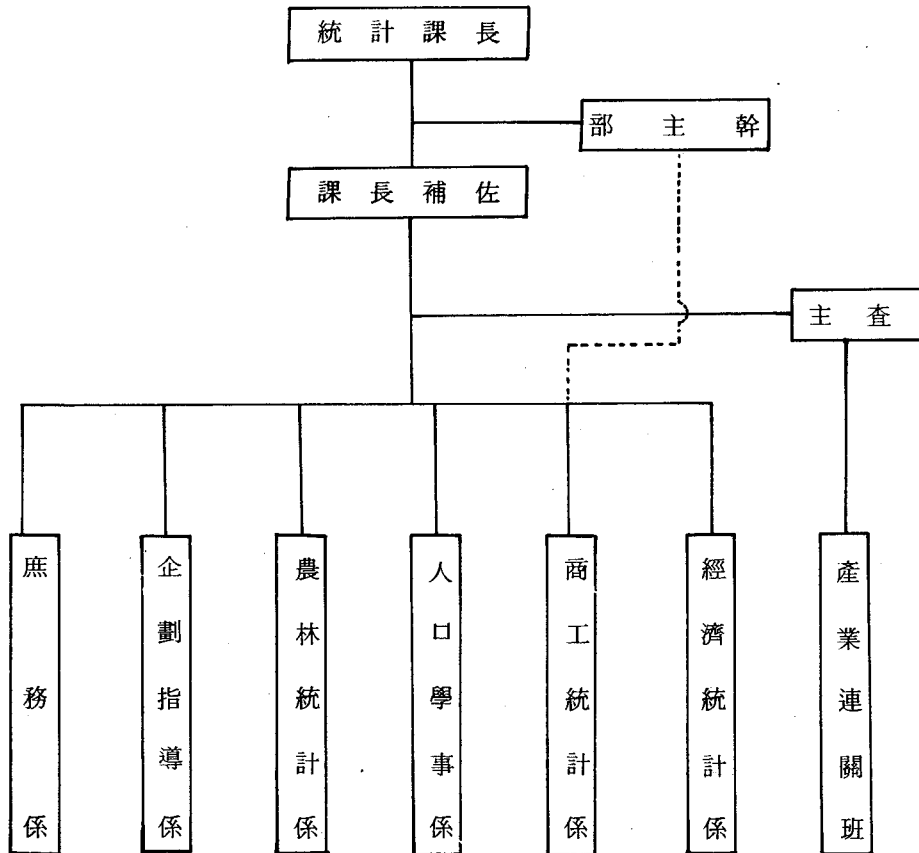 統計課長
部主幹
課長補佐
主査
庶務係
企劃指導係
農林統計係
人口學事係
商工統計係
經濟統計係
產業連關班